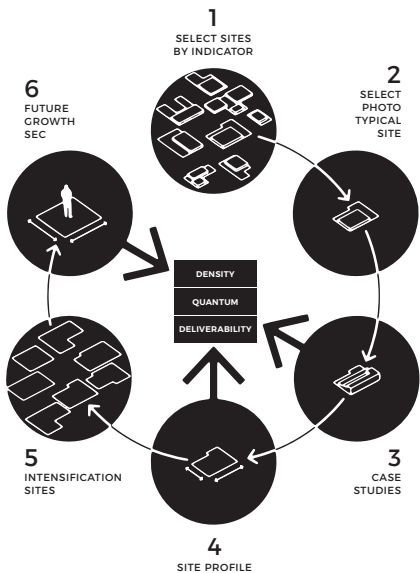 1
SELECT SITES
BY INDICATOR
2
SELECT
PHOTO
TYPICAL
SITE
3
CASE
STUDIES
4
SITE PROFILE
5
INTENSIFICATION
SITES
6
FUTURE
GROWTH
SEC
DENSITY
QUANTUM
DELIVERABILITY